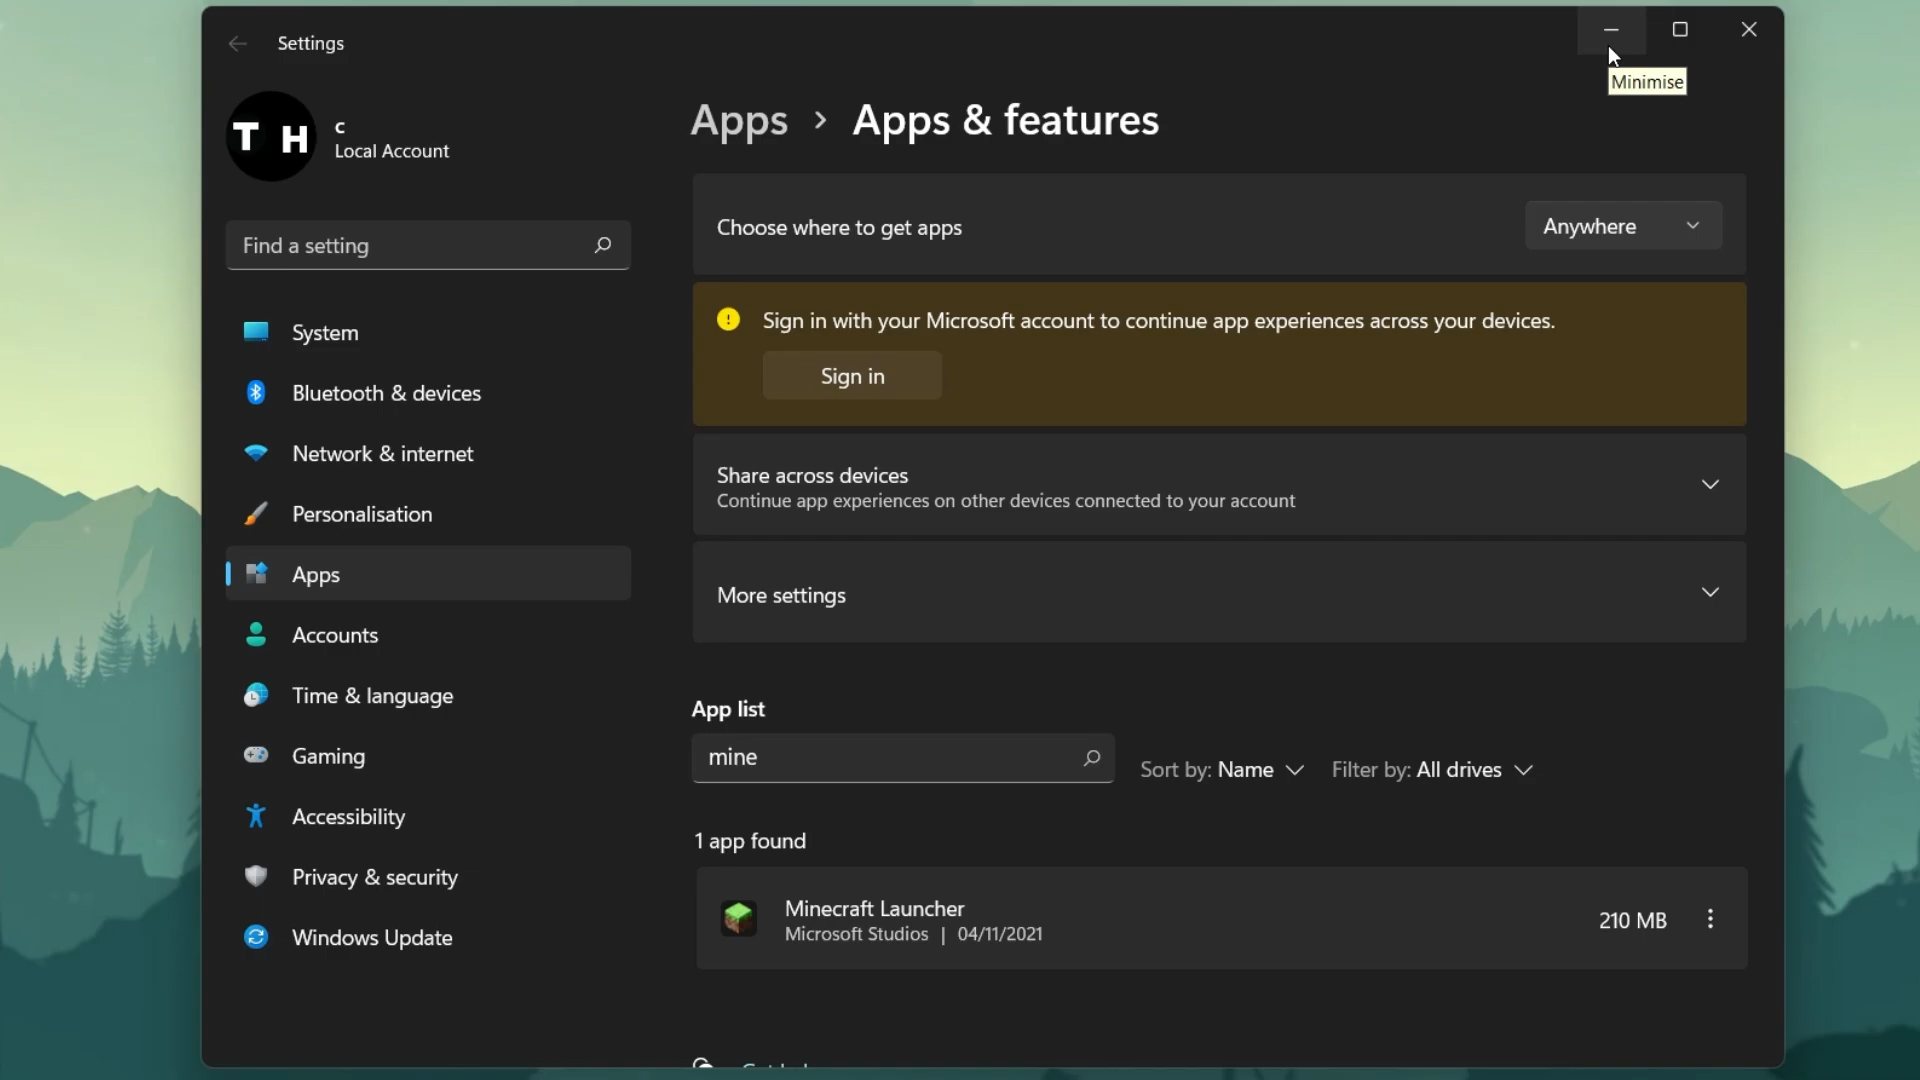 Settings
Minimise
T H
c
Local Account
Find a setting
System
Bluetooth & devices
Network & internet
Personalisation
Apps
Accounts
Time & language
Gaming
Accessibility
Privacy & security
Windows Update
Apps > Apps & features
Choose where to get apps
Anywhere
Sign in with your Microsoft account to continue app experiences across your devices.
Sign in
Share across devices
Continue app experiences on other devices connected to your account
More settings
App list
mine
Sort by: Name
Filter by: All drives
1 app found
Minecraft Launcher
Microsoft Studios | 04/11/2021
210 MB